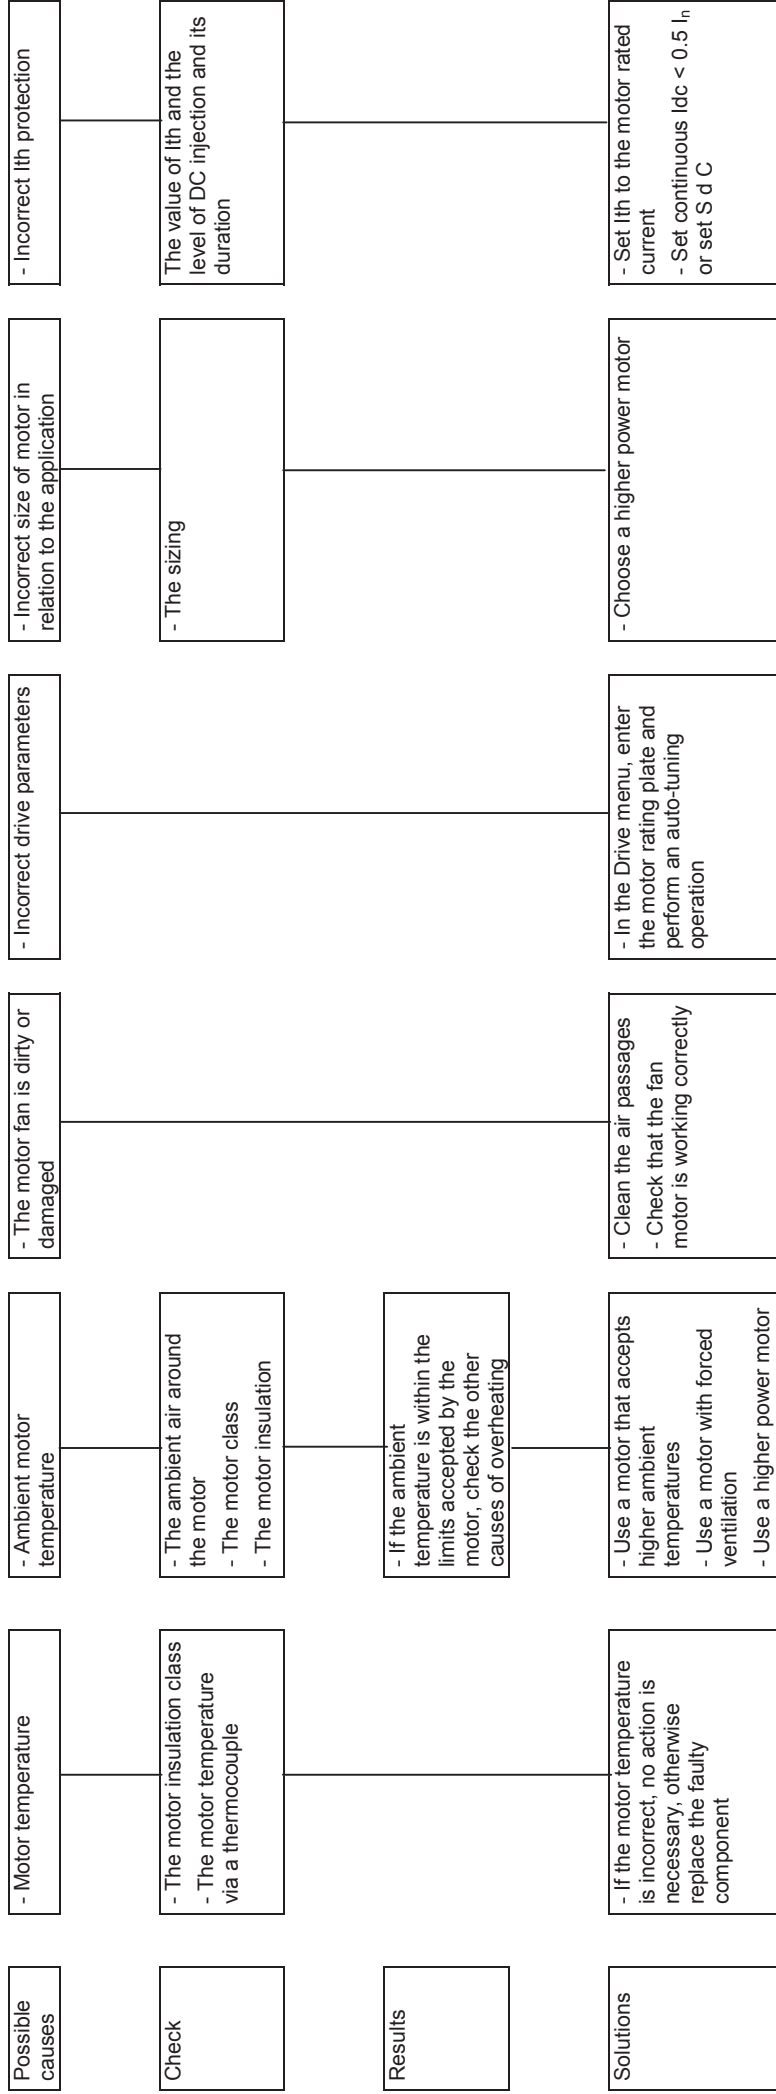 Possible
causes
- Motor temperature
- Ambient motor
temperature
- The motor fan is dirty or
damaged
- Incorrect drive parameters
- Incorrect size of motor in
relation to the application
- Incorrect Ith protection
Check
- The motor insulation class
- The motor temperature
via a thermocouple
- The ambient air around
the motor
- The motor class
- The motor insulation
- The sizing
The value of Ith and the
level of DC injection and its
duration
Results
- If the ambient
temperature is within the
limits accepted by the
motor, check the other
causes of overheating
Solutions
- If the motor temperature
is incorrect, no action is
necessary, otherwise
replace the faulty
component
- Use a motor that accepts
higher ambient
temperatures
- Use a motor with forced
ventilation
- Use a higher power motor
- Clean the air passages
- Check that the fan
motor is working correctly
- In the Drive menu, enter
the motor rating plate and
perform an auto-tuning
operation
- Choose a higher power motor
- Set Ith to the motor rated
current
- Set continuous Idc < 0.5 In
or set S d C